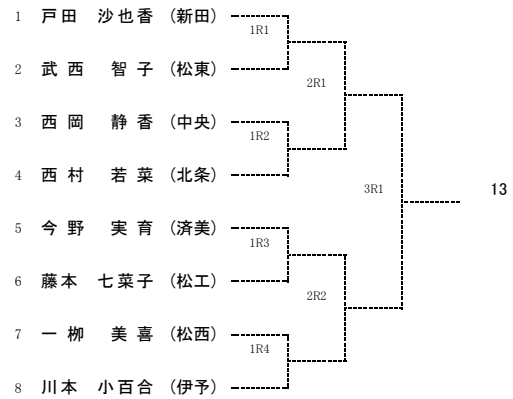 1 戸田 沙也香 (新田)
1R1
2 武西 智子 (松東)
2R1
3 西岡 静香 (中央)
1R2
4 西村 若菜 (北条)
3R1
13
5 今野 実育 (済美)
1R3
6 藤本 七菜子 (松工)
2R2
7 一栁 美喜 (松西)
1R4
8 川本 小百合 (伊予)